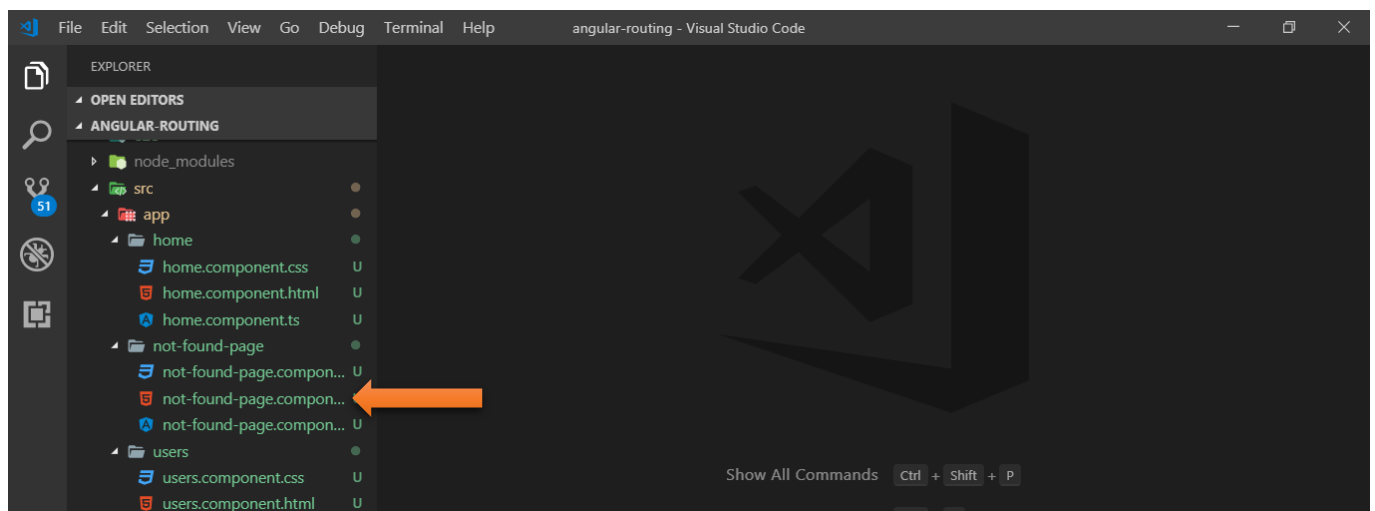 File Edit Selection View Go Debug Terminal Help angular-routing - Visual Studio Code
EXPLORER
OPEN EDITORS
ANGULAR-ROUTING
node_modules
src
app
51
home
home.component.css U
home.component.html U
home.component.ts U
not-found-page
not-found-page.compon... U
not-found-page.compon...
not-found-page.compon... U
users
users.component.css U
users.component.html U
Show All Commands Ctrl + Shift + P